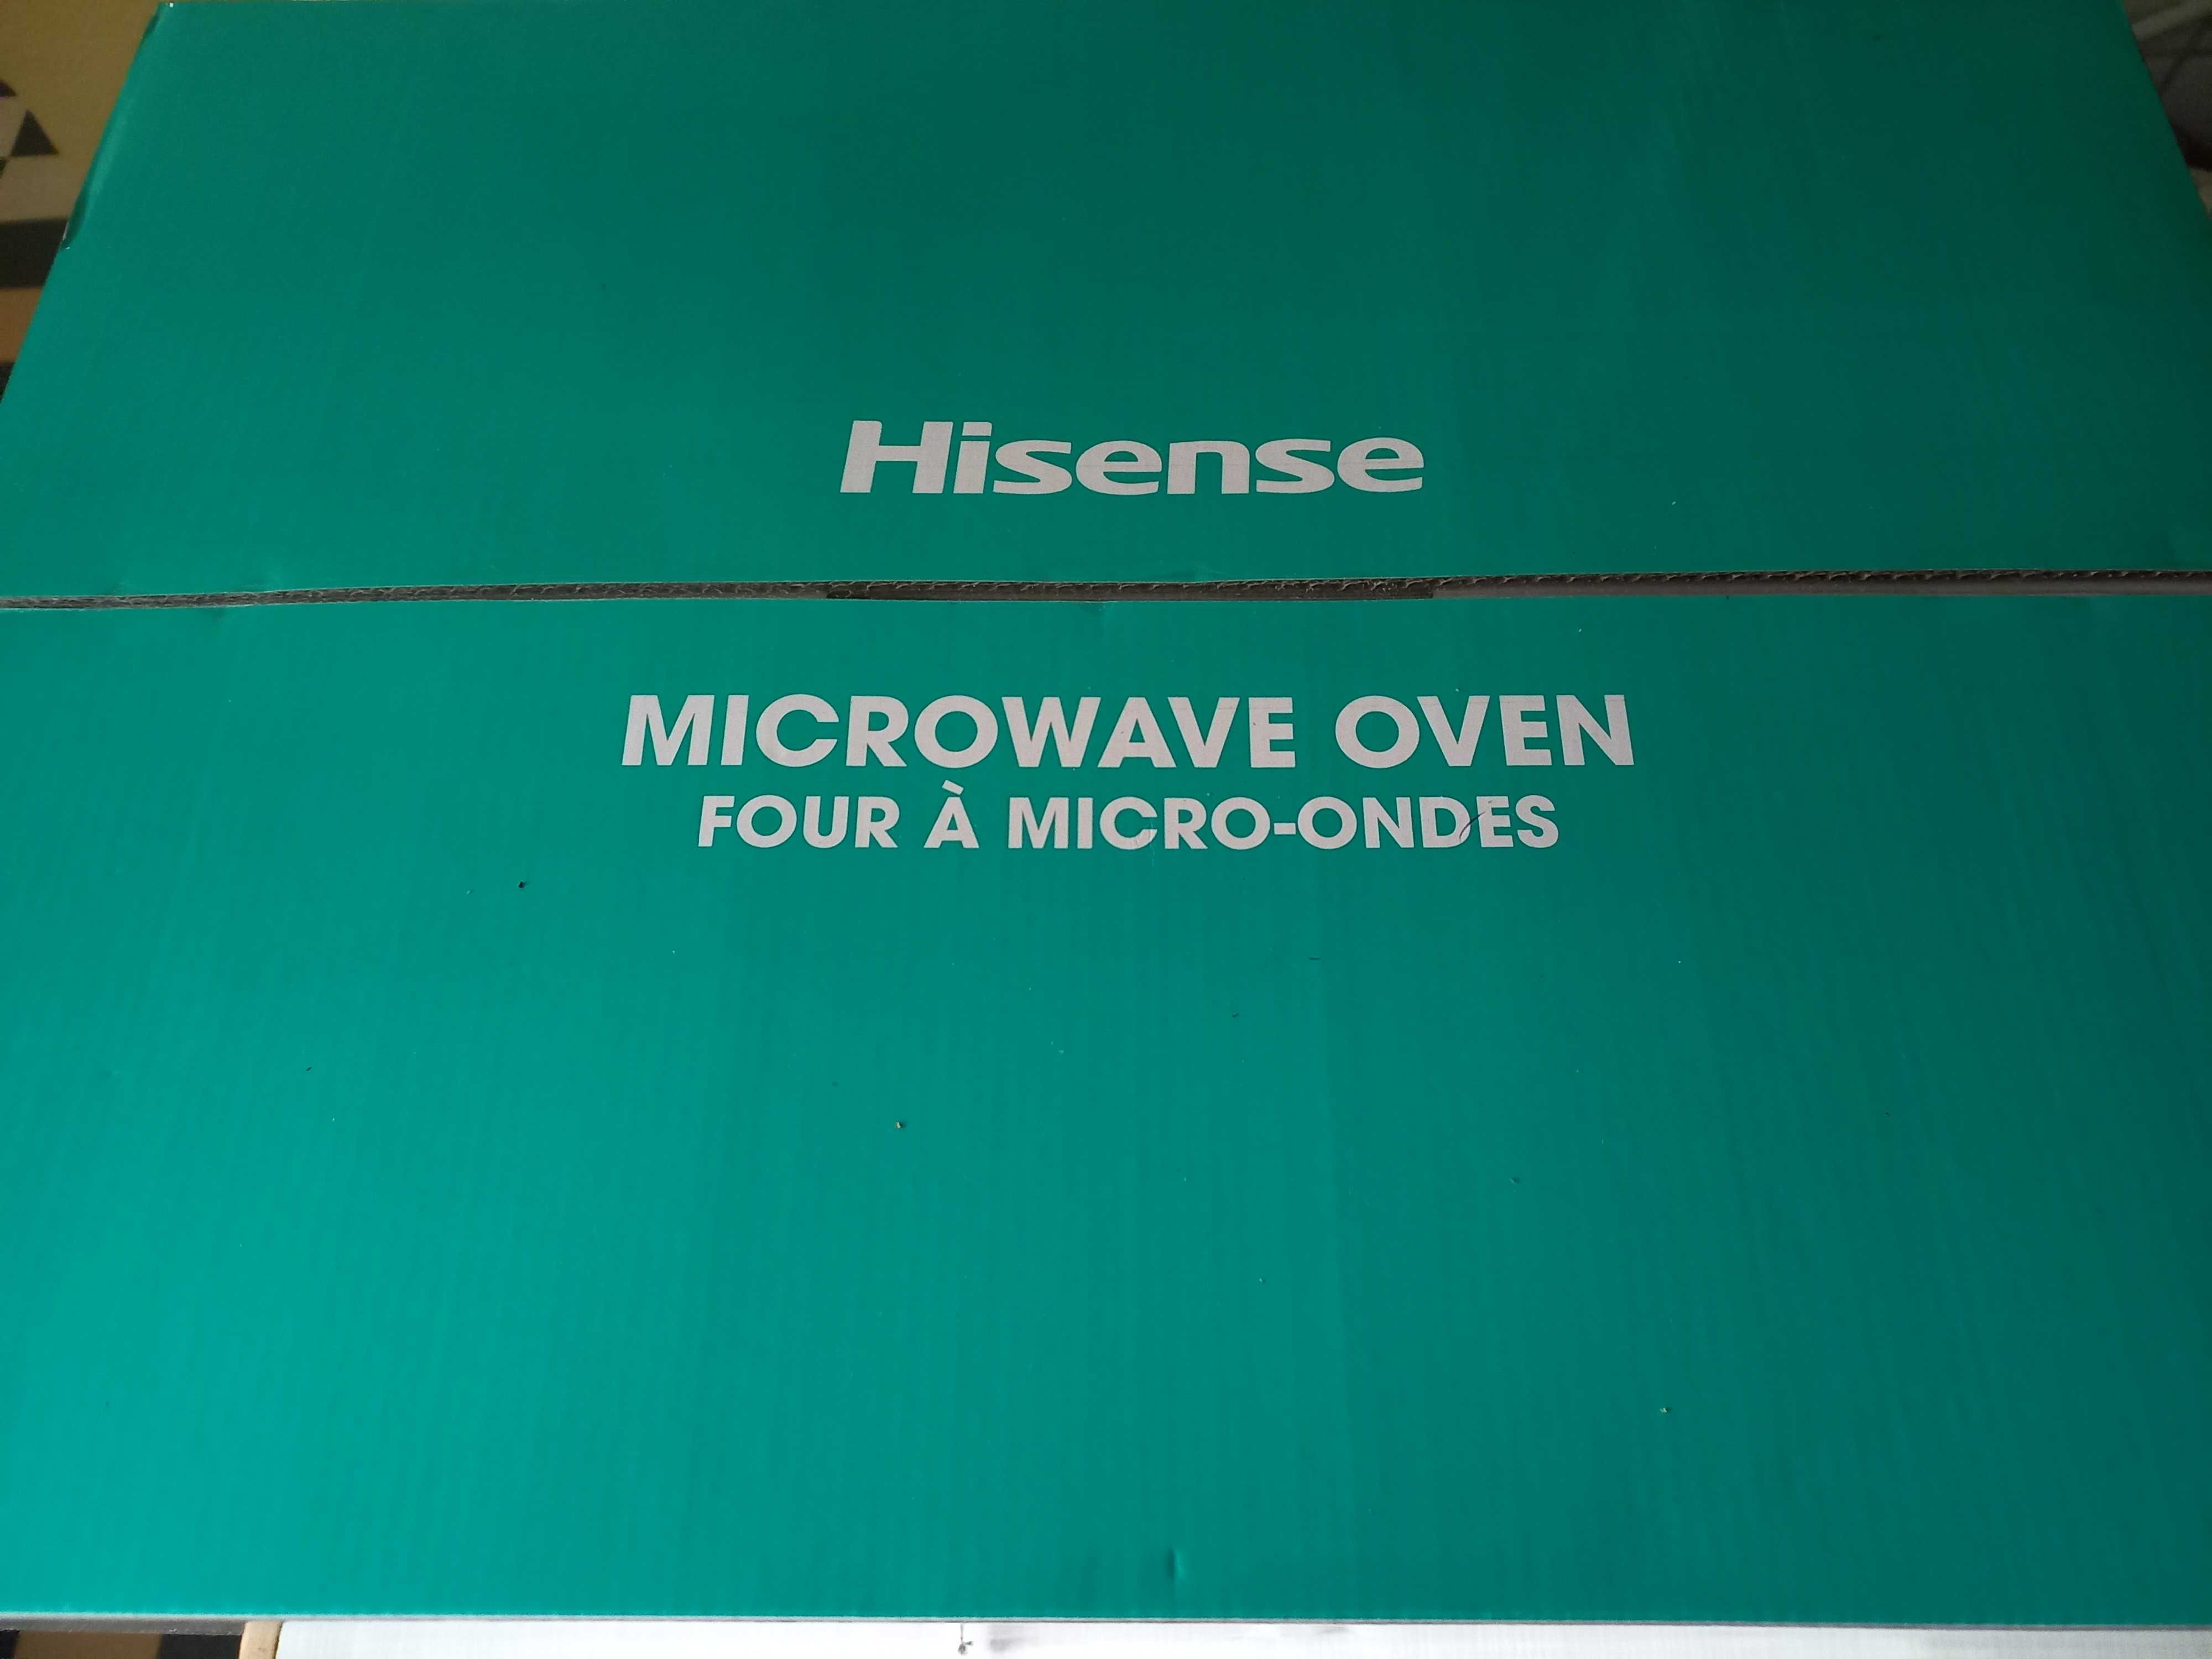 Hisense
MICROWAVE OVEN
FOUR À MICRO-ONDES